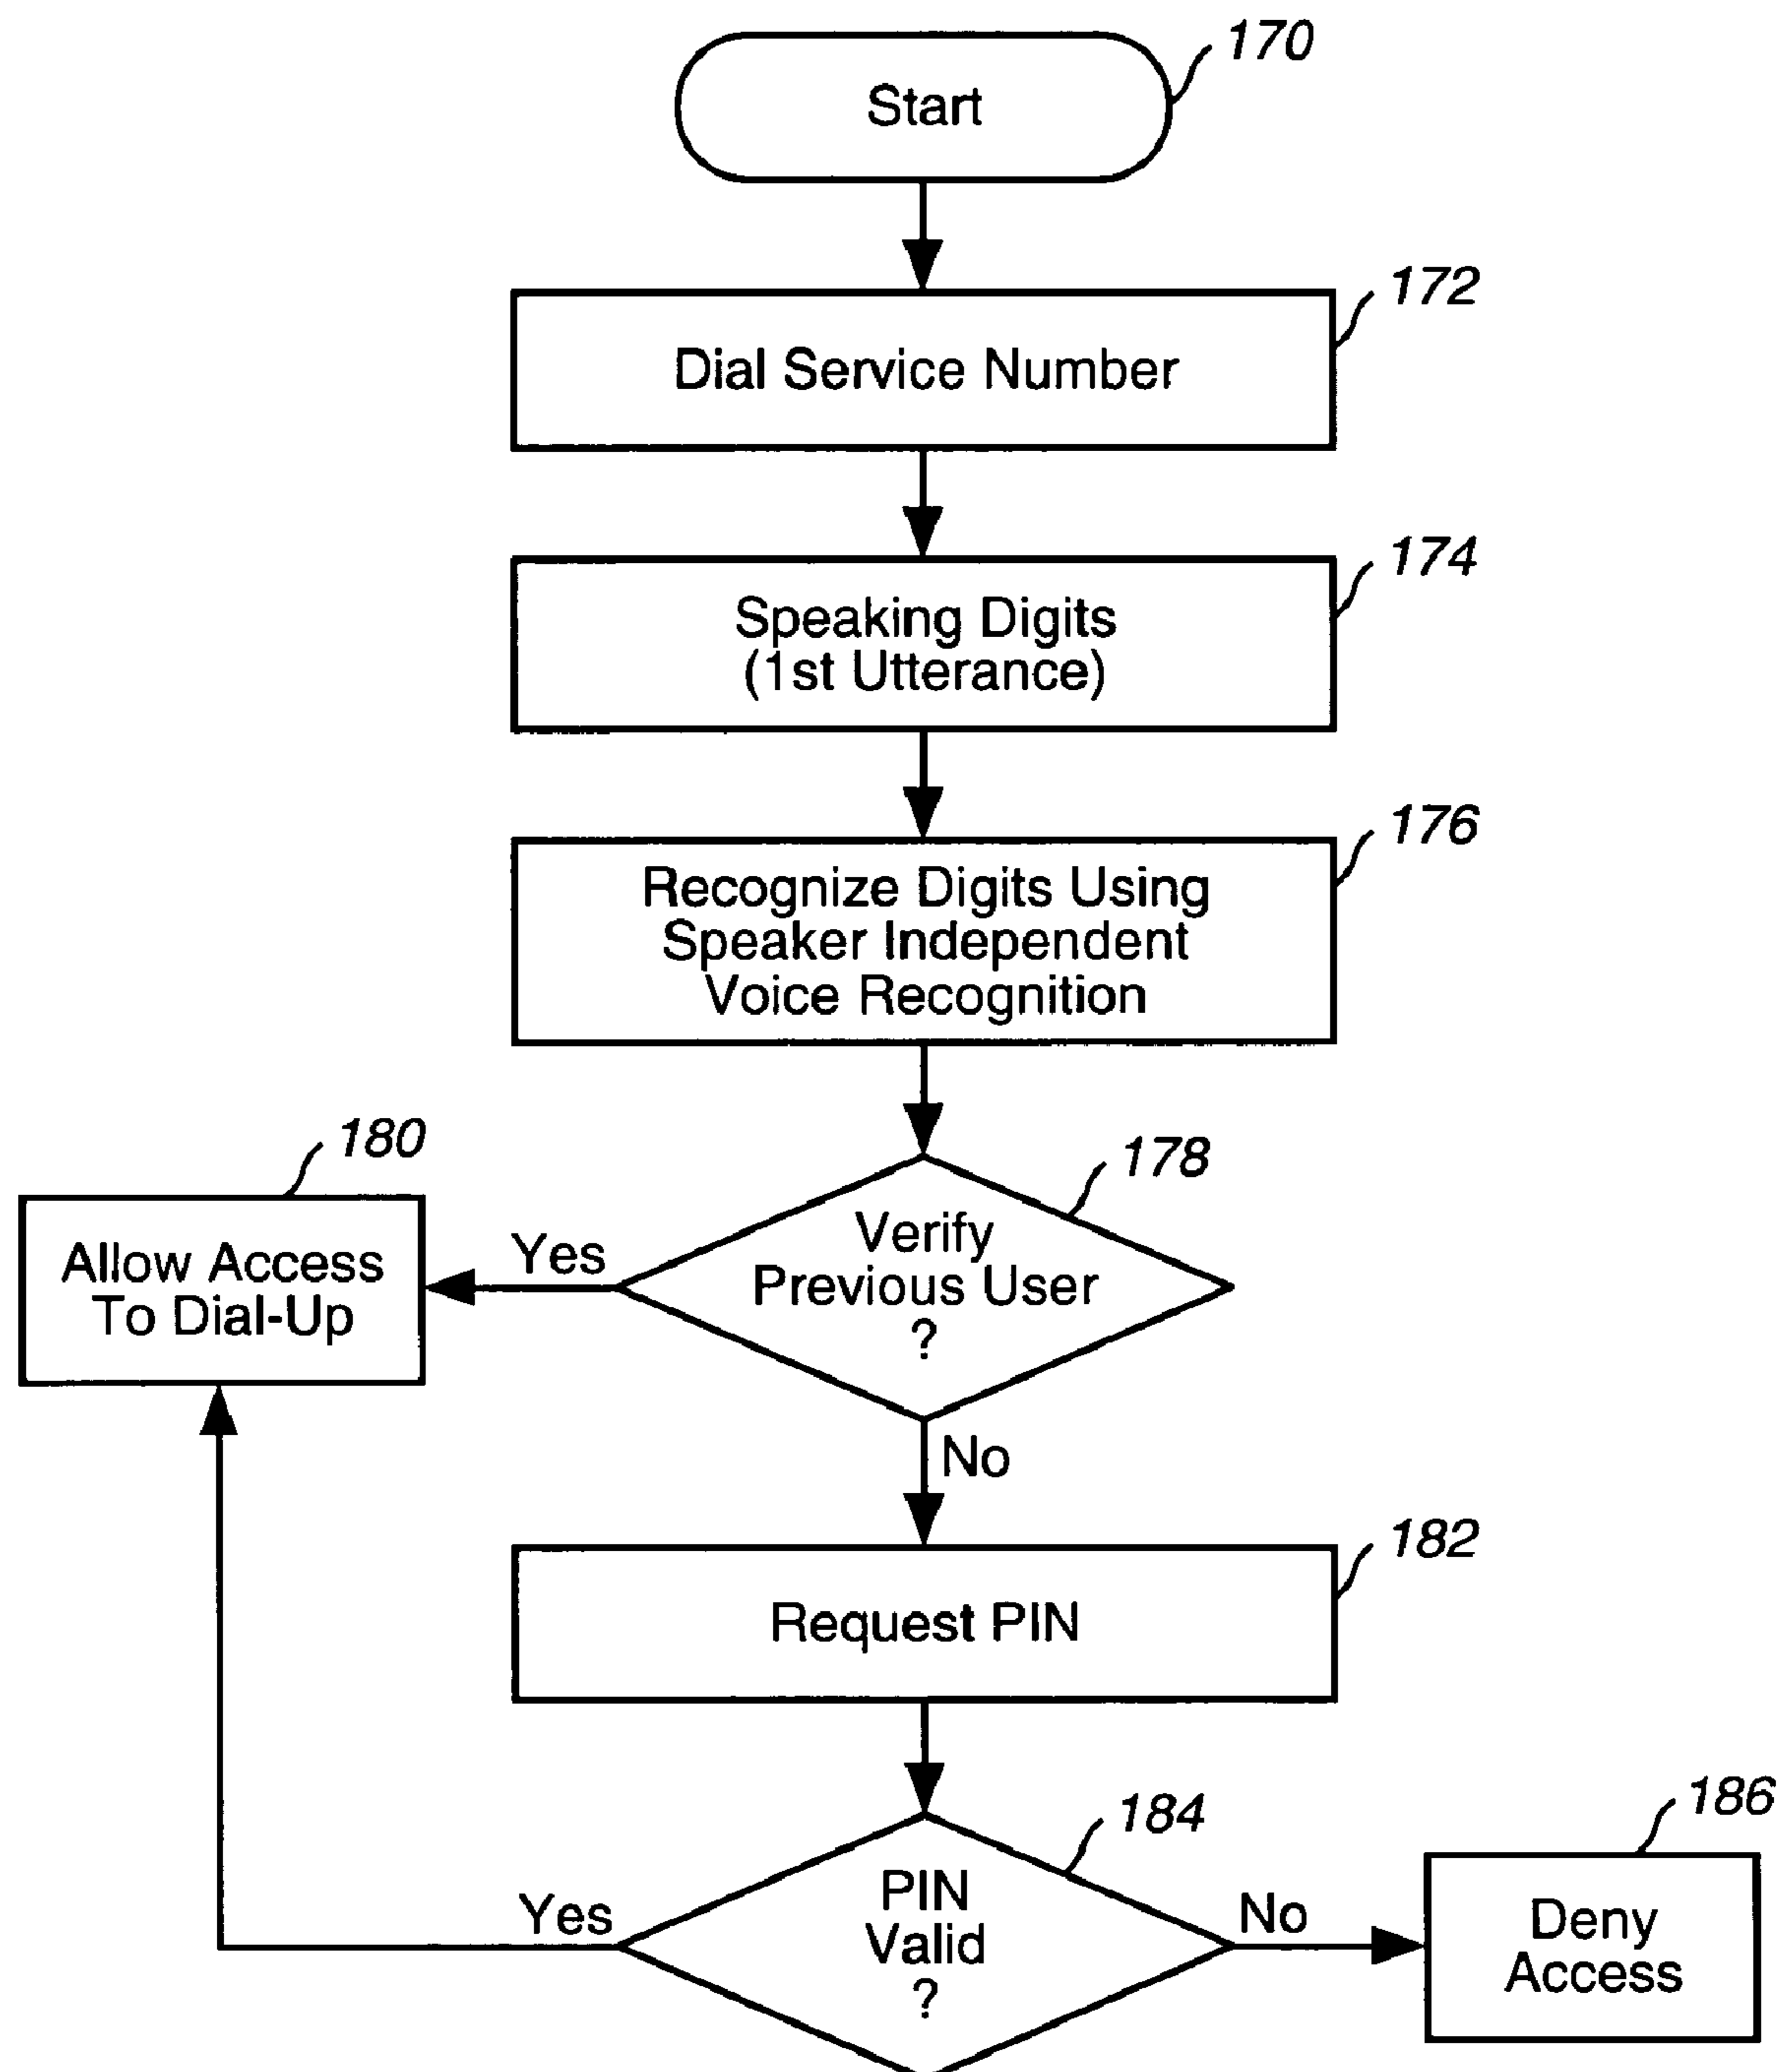 170
Start
172
Dial Service Number
174
Speaking Digits
(1st Utterance)
176
Recognize Digits Using
Speaker Independent
Voice Recognition
180
178
Allow Access
To Dial-Up
Yes
Verify
Previous User
?
No
182
Request PIN
184
186
Yes
PIN
Valid
?
No
Deny
Access